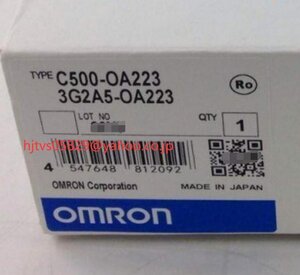 TYPE C500-OA223
3G2A5-OA223
Ro
LOT NO
QTY 1
4 547648 812092
OMRON Corporation
MADE IN JAPAN
OMRON